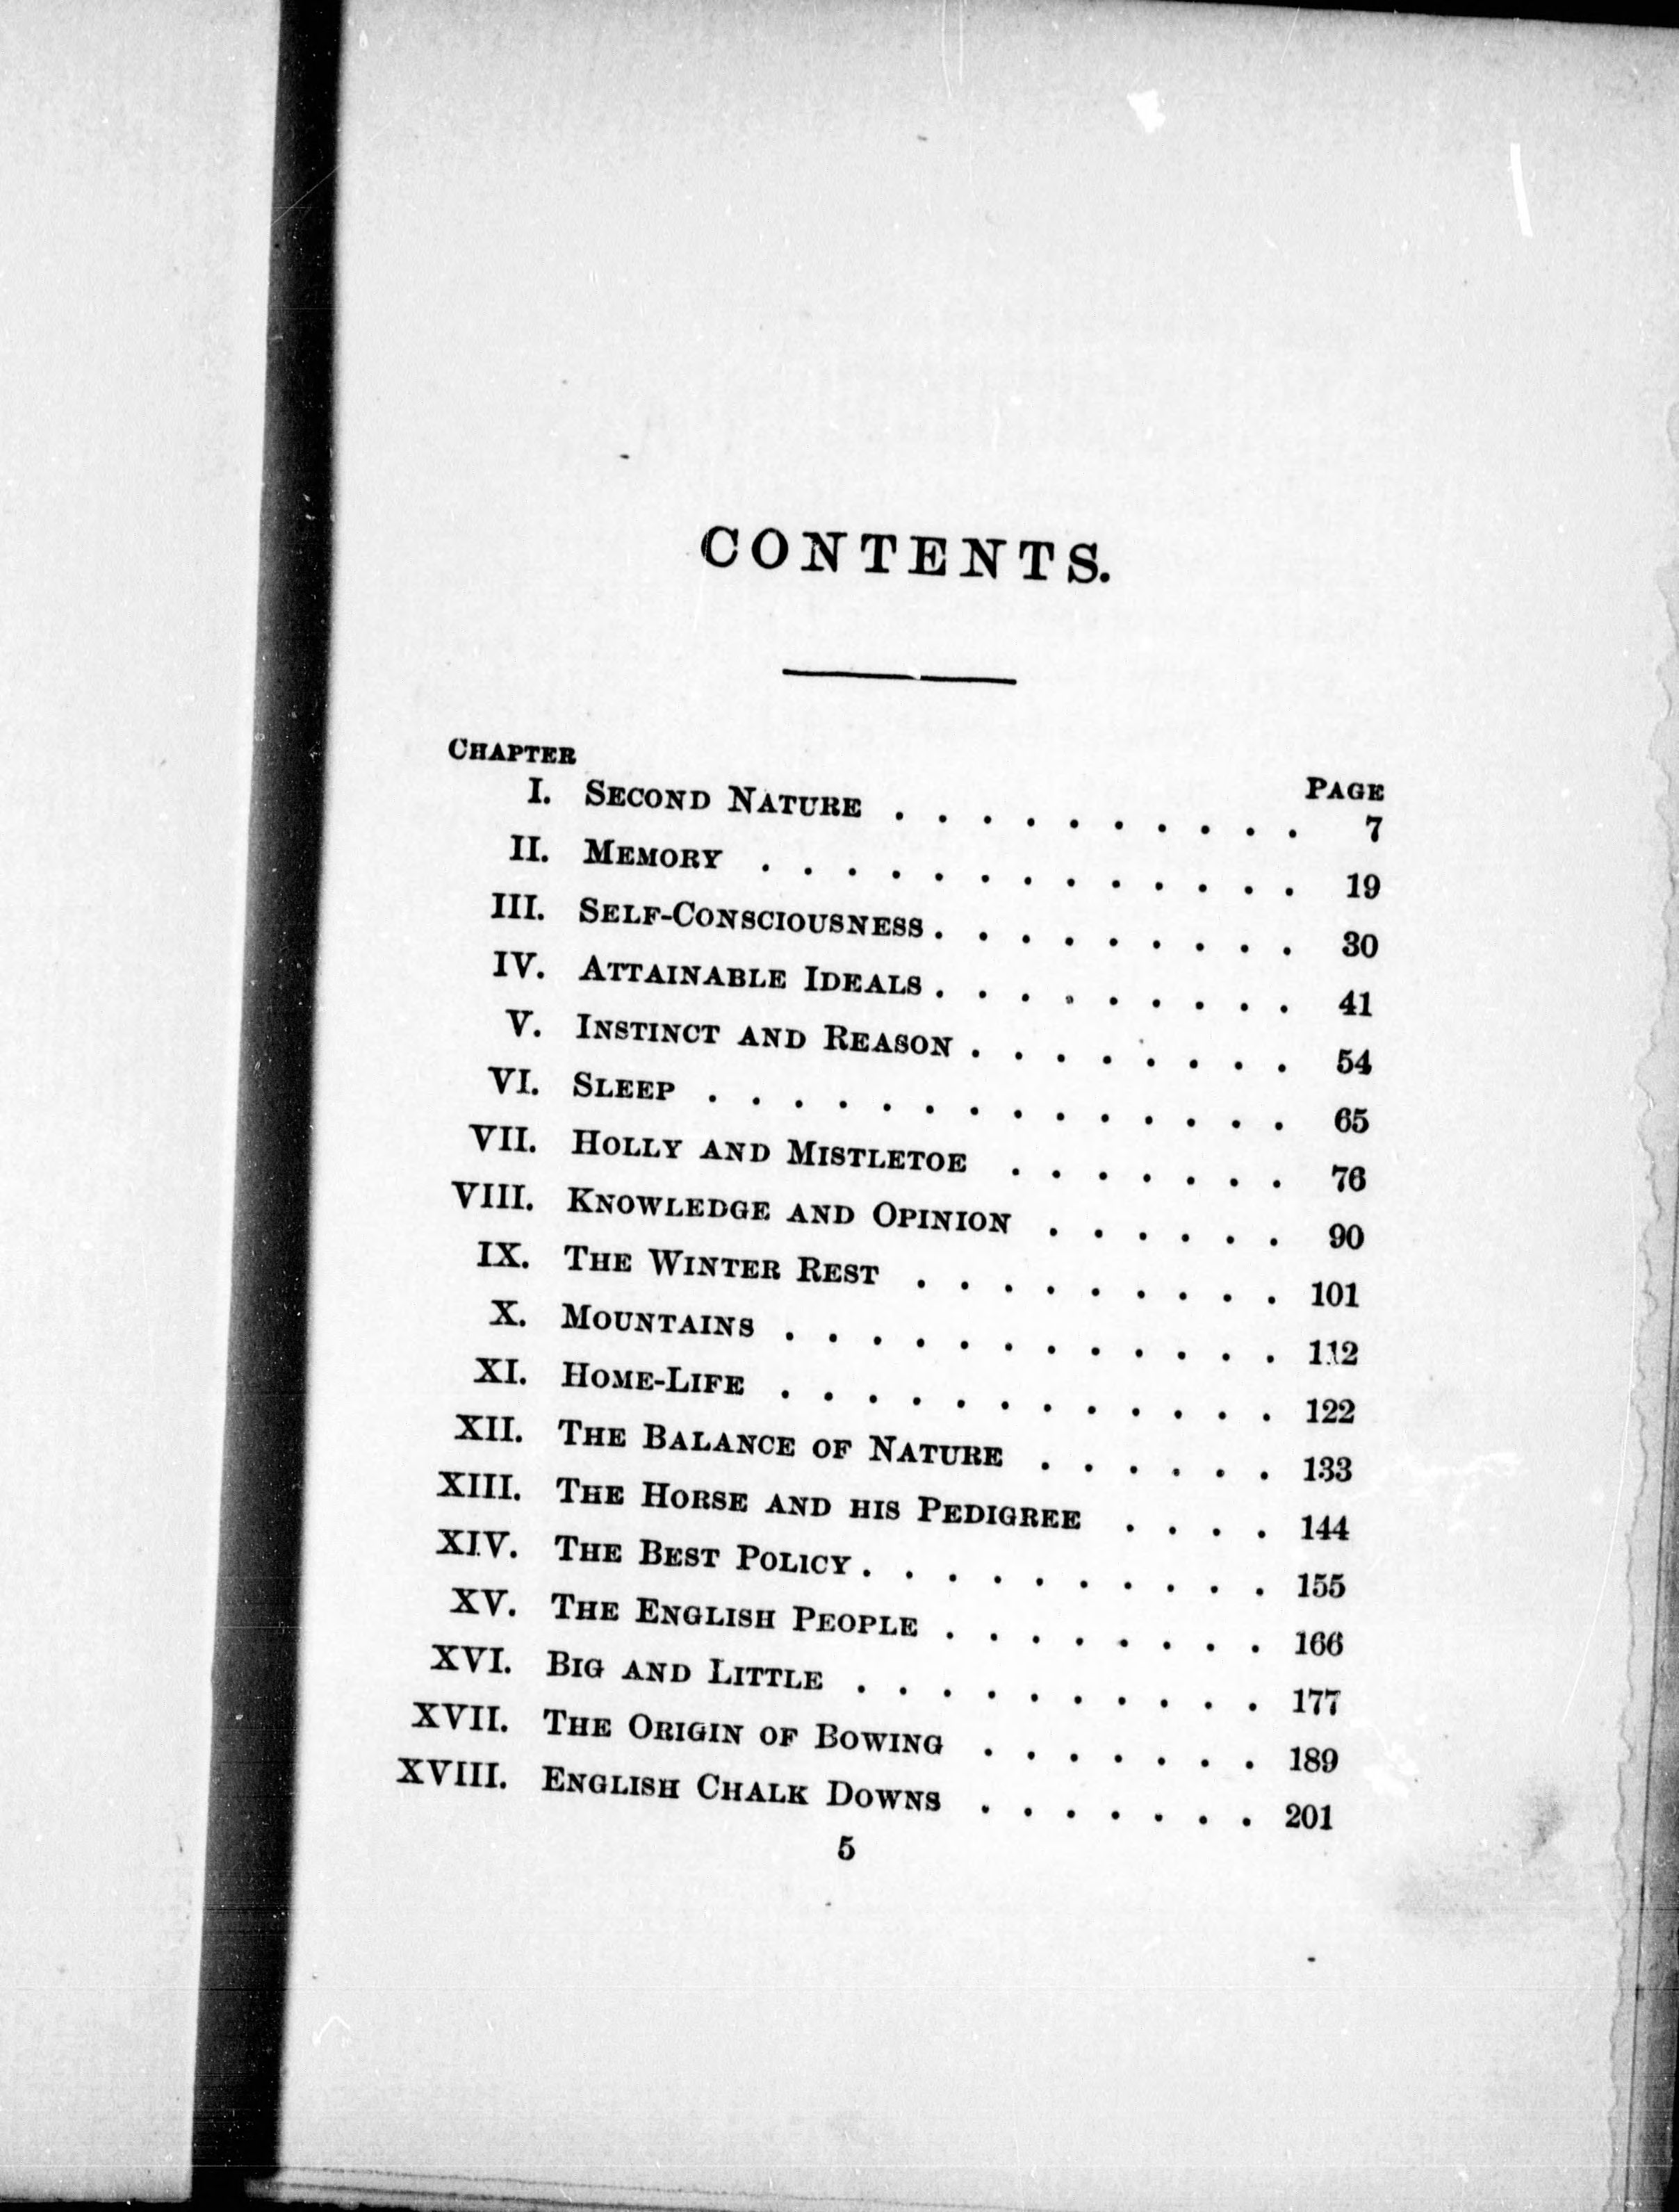 CONTENTS.
CHAPTER
PAGE
I. SECOND NATURE . . . . . . . . . . 7
II. MEMORY . . . . . . . . . . . . . 19
III. SELF-CONSCIOUSNESS . . . . . . . . . 30
IV. ATTAINABLE IDEALS . . . . . . . . . 41
V. INSTINCT AND REASON . . . . . . . . 54
VI. SLEEP . . . . . . . . . . . . . . 65
VII. HOLLY AND MISTLETOE . . . . . . . 76
VIII. KNOWLEDGE AND OPINION . . . . . . 90
IX. THE WINTER REST . . . . . . . . . 101
X. MOUNTAINS . . . . . . . . . . . . 112
XI. HOME-LIFE . . . . . . . . . . . . 122
XII. THE BALANCE OF NATURE . . . . . . 133
XIII. THE HORSE AND HIS PEDIGREE . . . . 144
XIV. THE BEST POLICY . . . . . . . . . . 155
XV. THE ENGLISH PEOPLE . . . . . . . . 166
XVI. BIG AND LITTLE . . . . . . . . . . 177
XVII. THE ORIGIN OF BOWING . . . . . . . 189
XVIII. ENGLISH CHALK DOWNS . . . . . . . 201
5